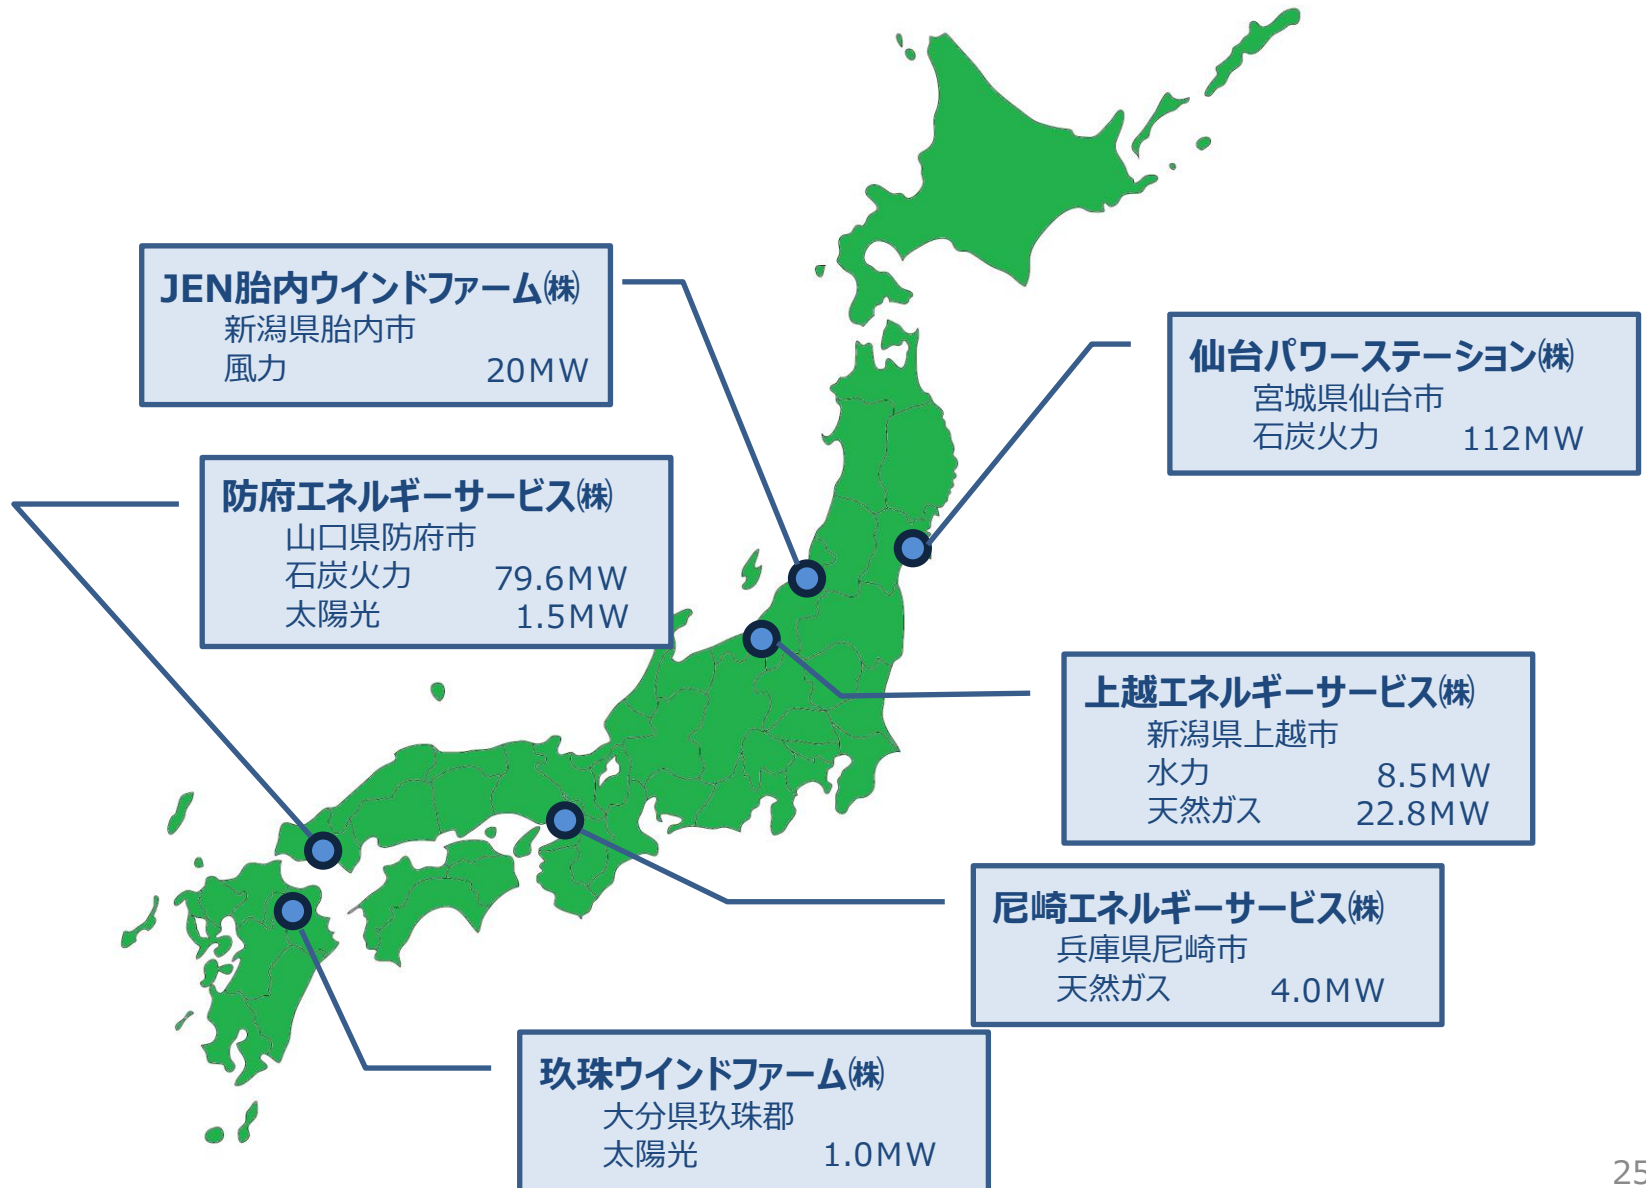 JEN胎内ウインドファーム㈱
新潟県胎内市
風力 20MW
仙台パワーステーション㈱
宮城県仙台市
石炭火力 112MW
防府エネルギーサービス㈱
山口県防府市
石炭火力 79.6MW
太陽光 1.5MW
上越エネルギーサービス㈱
新潟県上越市
水力 8.5MW
天然ガス 22.8MW
尼崎エネルギーサービス㈱
兵庫県尼崎市
天然ガス 4.0MW
玖珠ウインドファーム㈱
大分県玖珠郡
太陽光 1.0MW
25